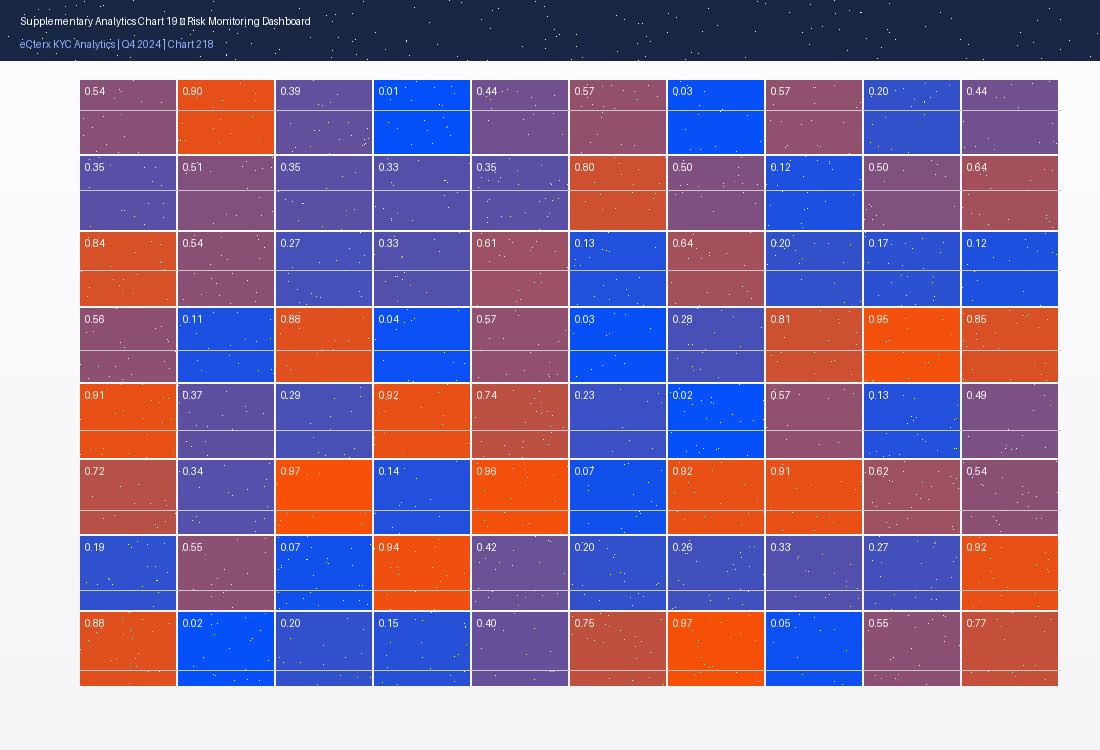 Supplementary Analytics Chart 19 Risk Monitoring Dashboard
eClerx KYC Analytics | Q4 2024 | Chart 218
0.54 0.90 0.39 0.01 0.44 0.57 0.03 0.57 0.20 0.44
0.35 0.51 0.35 0.33 0.35 0.80 0.50 0.12 0.50 0.64
0.84 0.54 0.27 0.33 0.61 0.13 0.64 0.20 0.17 0.12
0.56 0.11 0.88 0.04 0.57 0.03 0.28 0.81 0.95 0.85
0.91 0.37 0.29 0.92 0.74 0.23 0.02 0.57 0.13 0.49
0.72 0.34 0.97 0.14 0.96 0.07 0.92 0.91 0.62 0.54
0.19 0.55 0.07 0.94 0.42 0.20 0.26 0.33 0.27 0.92
0.88 0.02 0.20 0.15 0.40 0.75 0.97 0.05 0.55 0.77